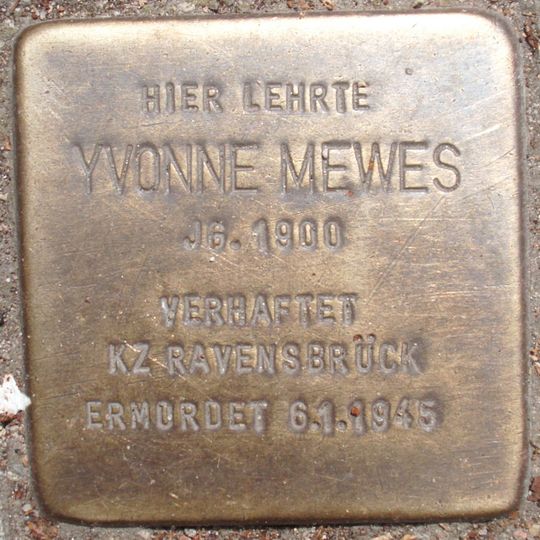 HIER LEHRTE
YVONNE MEWES
JG. 1900
VERHAFTET
KZ RAVENSBRÜCK
ERMORDET 6.1.1945